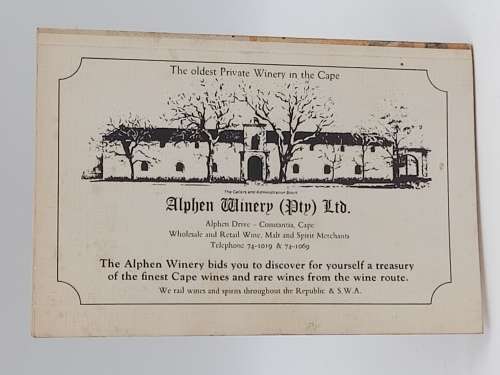 The oldest Private Winery in the Cape
The Cellars and Administration Block
Alphen Winery (Pty) Ltd.
Alphen Drive – Constantia, Cape
Wholesale and Retail Wine, Malt and Spirit Merchants
Telephone 74-1019 & 74-1069
The Alphen Winery bids you to discover for yourself a treasury
of the finest Cape wines and rare wines from the wine route.
We rail wines and spirits throughout the Republic & S.W.A.